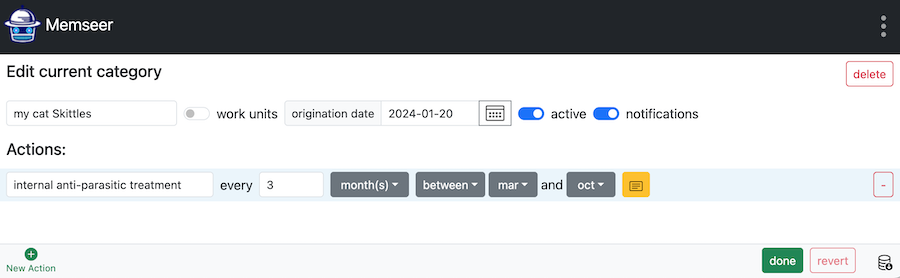 Memseer
Edit current category
delete
my cat Skittles work units origination date 2024-01-20 active notifications
Actions:
internal anti-parasitic treatment every 3 month(s) between mar and oct -
New Action done revert